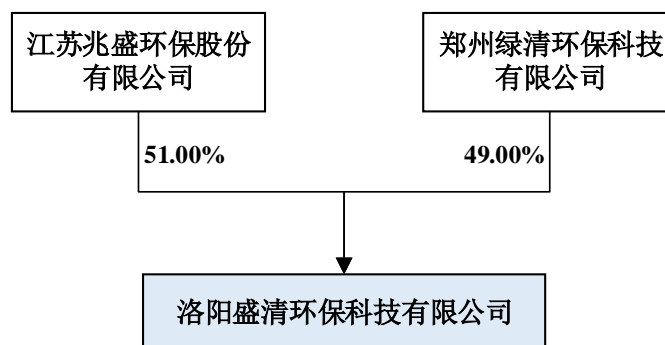 江苏兆盛环保股份
有限公司
郑州绿清环保科技
有限公司
51.00%
49.00%
洛阳盛清环保科技有限公司